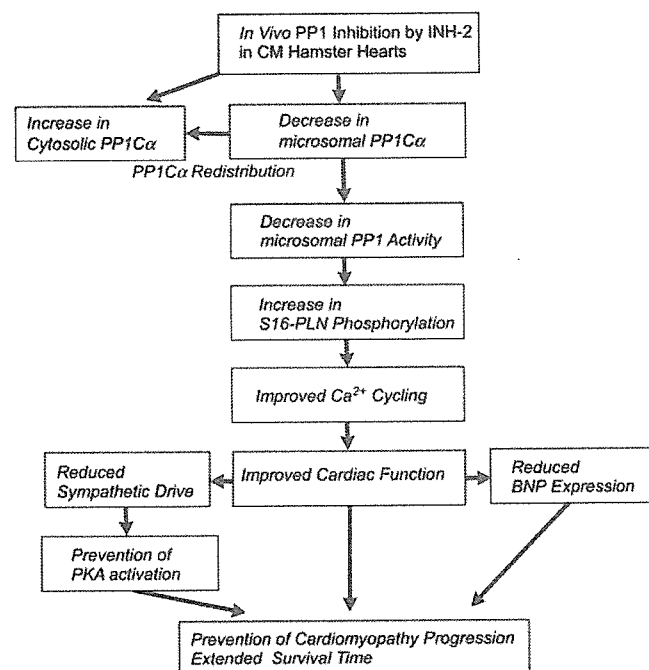 In Vivo PP1 Inhibition by INH-2
in CM Hamster Hearts
Increase in
Cytosolic PP1Cα
Decrease in
microsomal PP1Cα
PP1Cα Redistribution
Decrease in
microsomal PP1 Activity
Increase in
S16-PLN Phosphorylation
Improved Ca²⁺ Cycling
Reduced
Sympathetic Drive
Improved Cardiac Function
Reduced
BNP Expression
Prevention of
PKA activation
Prevention of Cardiomyopathy Progression
Extended Survival Time